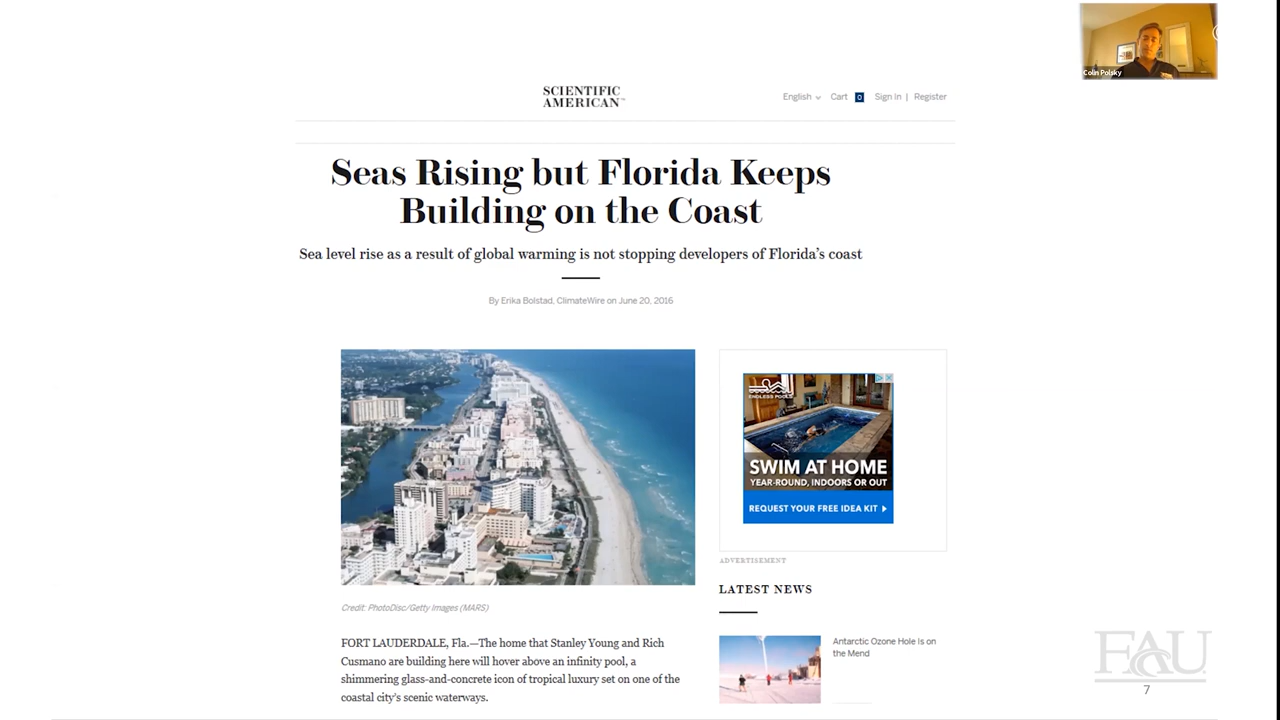 Colin Polsky
SCIENTIFIC
AMERICAN™
English
Cart 0
Sign In | Register
Seas Rising but Florida Keeps
Building on the Coast
Sea level rise as a result of global warming is not stopping developers of Florida's coast
By Erika Bolstad, ClimateWire on June 20, 2016
ENDLESS POOLS
SWIM AT HOME
YEAR-ROUND, INDOORS OR OUT
REQUEST YOUR FREE IDEA KIT
ADVERTISEMENT
LATEST NEWS
Antarctic Ozone Hole Is on
the Mend
Credit: PhotoDisc/Getty Images (MARS)
FORT LAUDERDALE, Fla.—The home that Stanley Young and Rich
Cusmano are building here will hover above an infinity pool, a
shimmering glass-and-concrete icon of tropical luxury set on one of the
coastal city's scenic waterways.
FAU
7